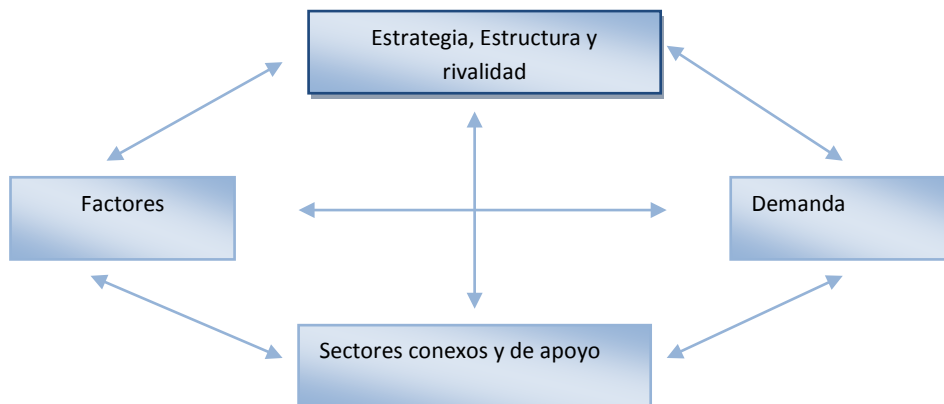 Estrategia, Estructura y
rivalidad
Factores
Demanda
Sectores conexos y de apoyo